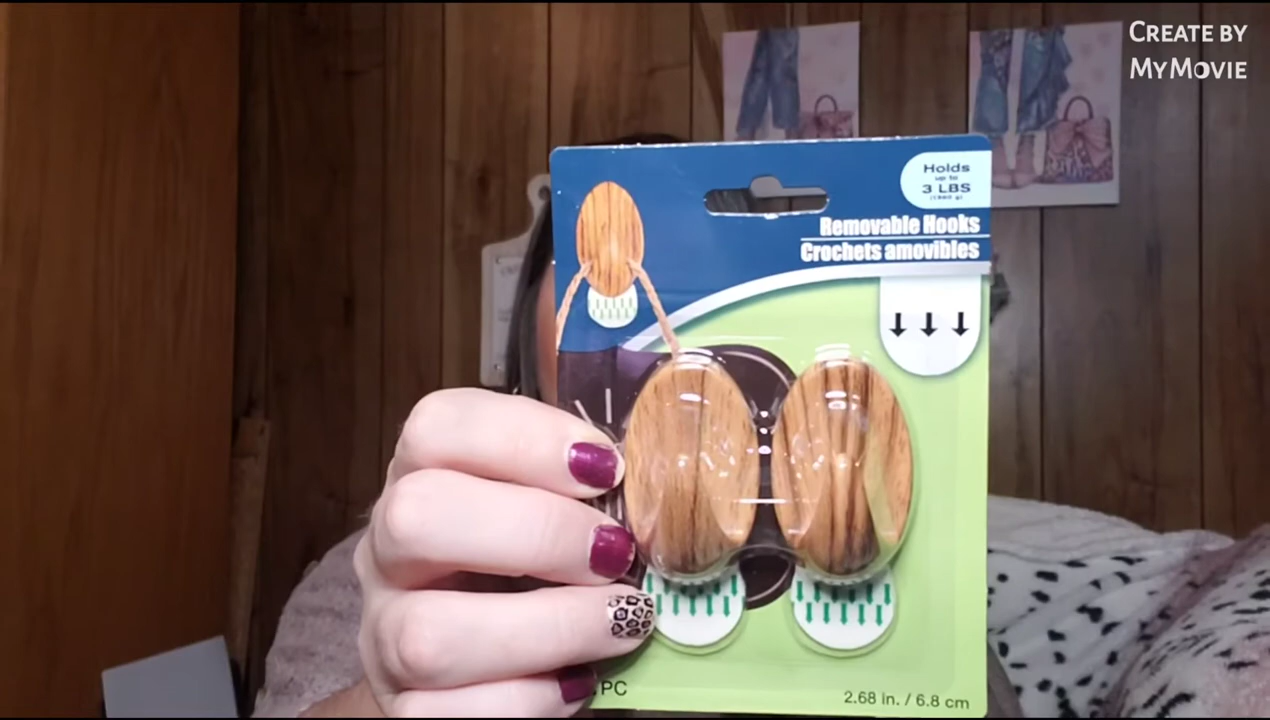 CREATE BY
MYMOVIE
Holds
up to
3 LBS
Removable Hooks
Crochets amovibles
PC
2.68 in. / 6.8 cm